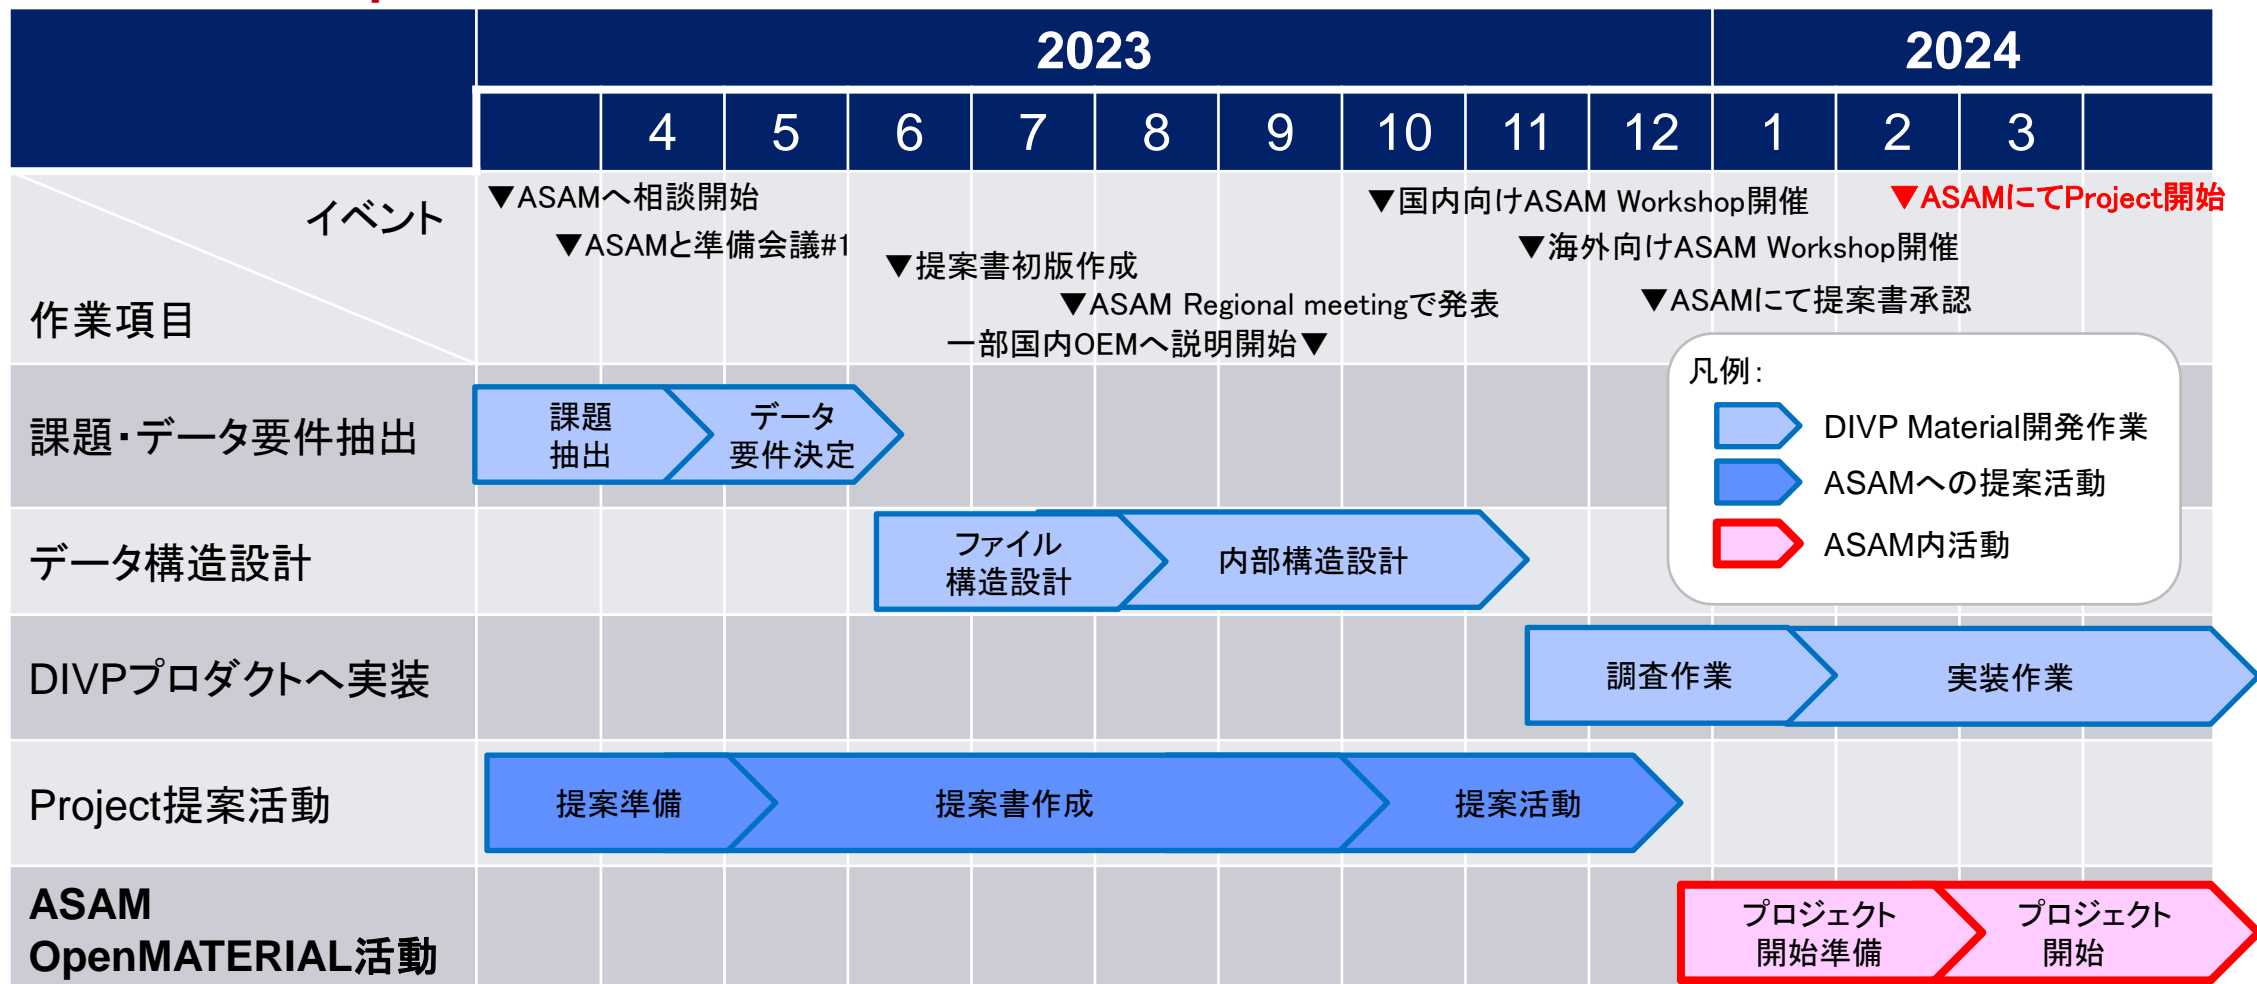 2023
2024
4
5
6
7
8
9
10
11
12
1
2
3
イベント
作業項目
▼ASAMへ相談開始
▼ASAMと準備会議#1
▼提案書初版作成
▼ASAM Regional meetingで発表
一部国内OEMへ説明開始▼
▼国内向けASAM Workshop開催
▼海外向けASAM Workshop開催
▼ASAMにて提案書承認
▼ASAMにてProject開始
凡例:
DIVP Material開発作業
ASAMへの提案活動
ASAM内活動
課題・データ要件抽出
課題
抽出
データ
要件決定
データ構造設計
ファイル
構造設計
内部構造設計
DIVPプロダクトへ実装
調査作業
実装作業
Project提案活動
提案準備
提案書作成
提案活動
ASAM
OpenMATERIAL活動
プロジェクト
開始準備
プロジェクト
開始